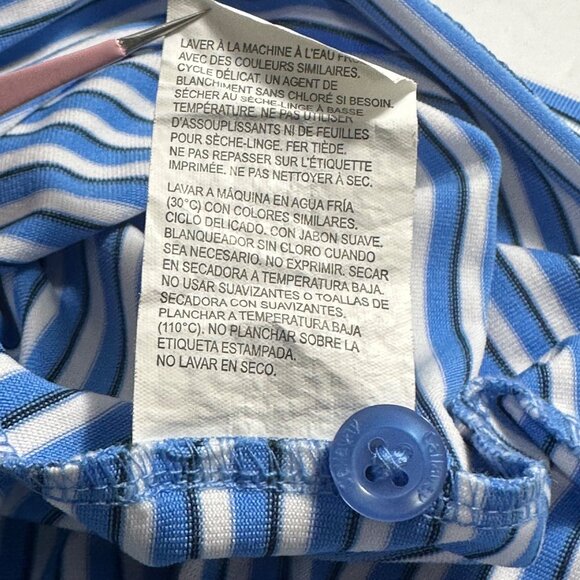 LAVER À LA MACHINE À L'EAU
AVEC DES COULEURS SIMILAIRES.
CYCLE DÉLICAT. UN AGENT DE
BLANCHIMENT SANS CHLORÉ SI BESOIN.
SÉCHER AU SÈCHE-LINGE À BASSE
TEMPÉRATURE. NE PAS UTILISER
D'ASSOUPLISSANTS NI DE FEUILLES
POUR SÈCHE-LINGE. FER TIÈDE.
NE PAS REPASSER SUR L'ÉTIQUETTE
IMPRIMÉE. NE PAS NETTOYER À SEC.
LAVAR A MÁQUINA EN AGUA FRÍA
(30°C) CON COLORES SIMILARES.
CICLO DELICADO. CON JABON SUAVE.
BLANQUEADOR SIN CLORO CUANDO
SEA NECESARIO. NO EXPRIMIR. SECAR
EN SECADORA A TEMPERATURA BAJA.
NO USAR SUAVIZANTES O TOALLAS DE
SECADORA CON SUAVIZANTES.
PLANCHAR A TEMPERATURA BAJA
(110°C). NO PLANCHAR SOBRE LA
ETIQUETA ESTAMPADA.
NO LAVAR EN SECO.